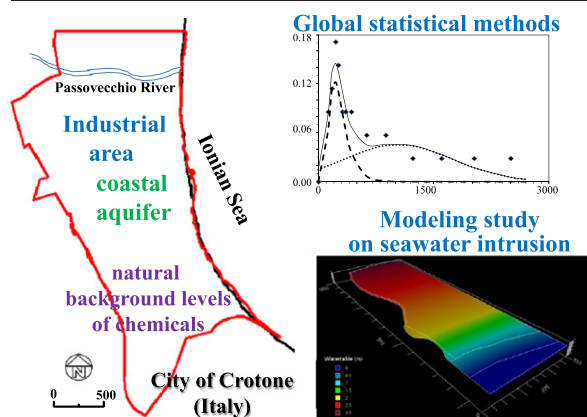 Passovecchio River
Industrial
area
coastal
aquifer
Ionian Sea
natural
background levels
of chemicals
N
0 500
City of Crotone
(Italy)
Global statistical methods
0.18
0.12
0.06
0.00
0 1500 3000
Modeling study
on seawater intrusion
Watertable (m)